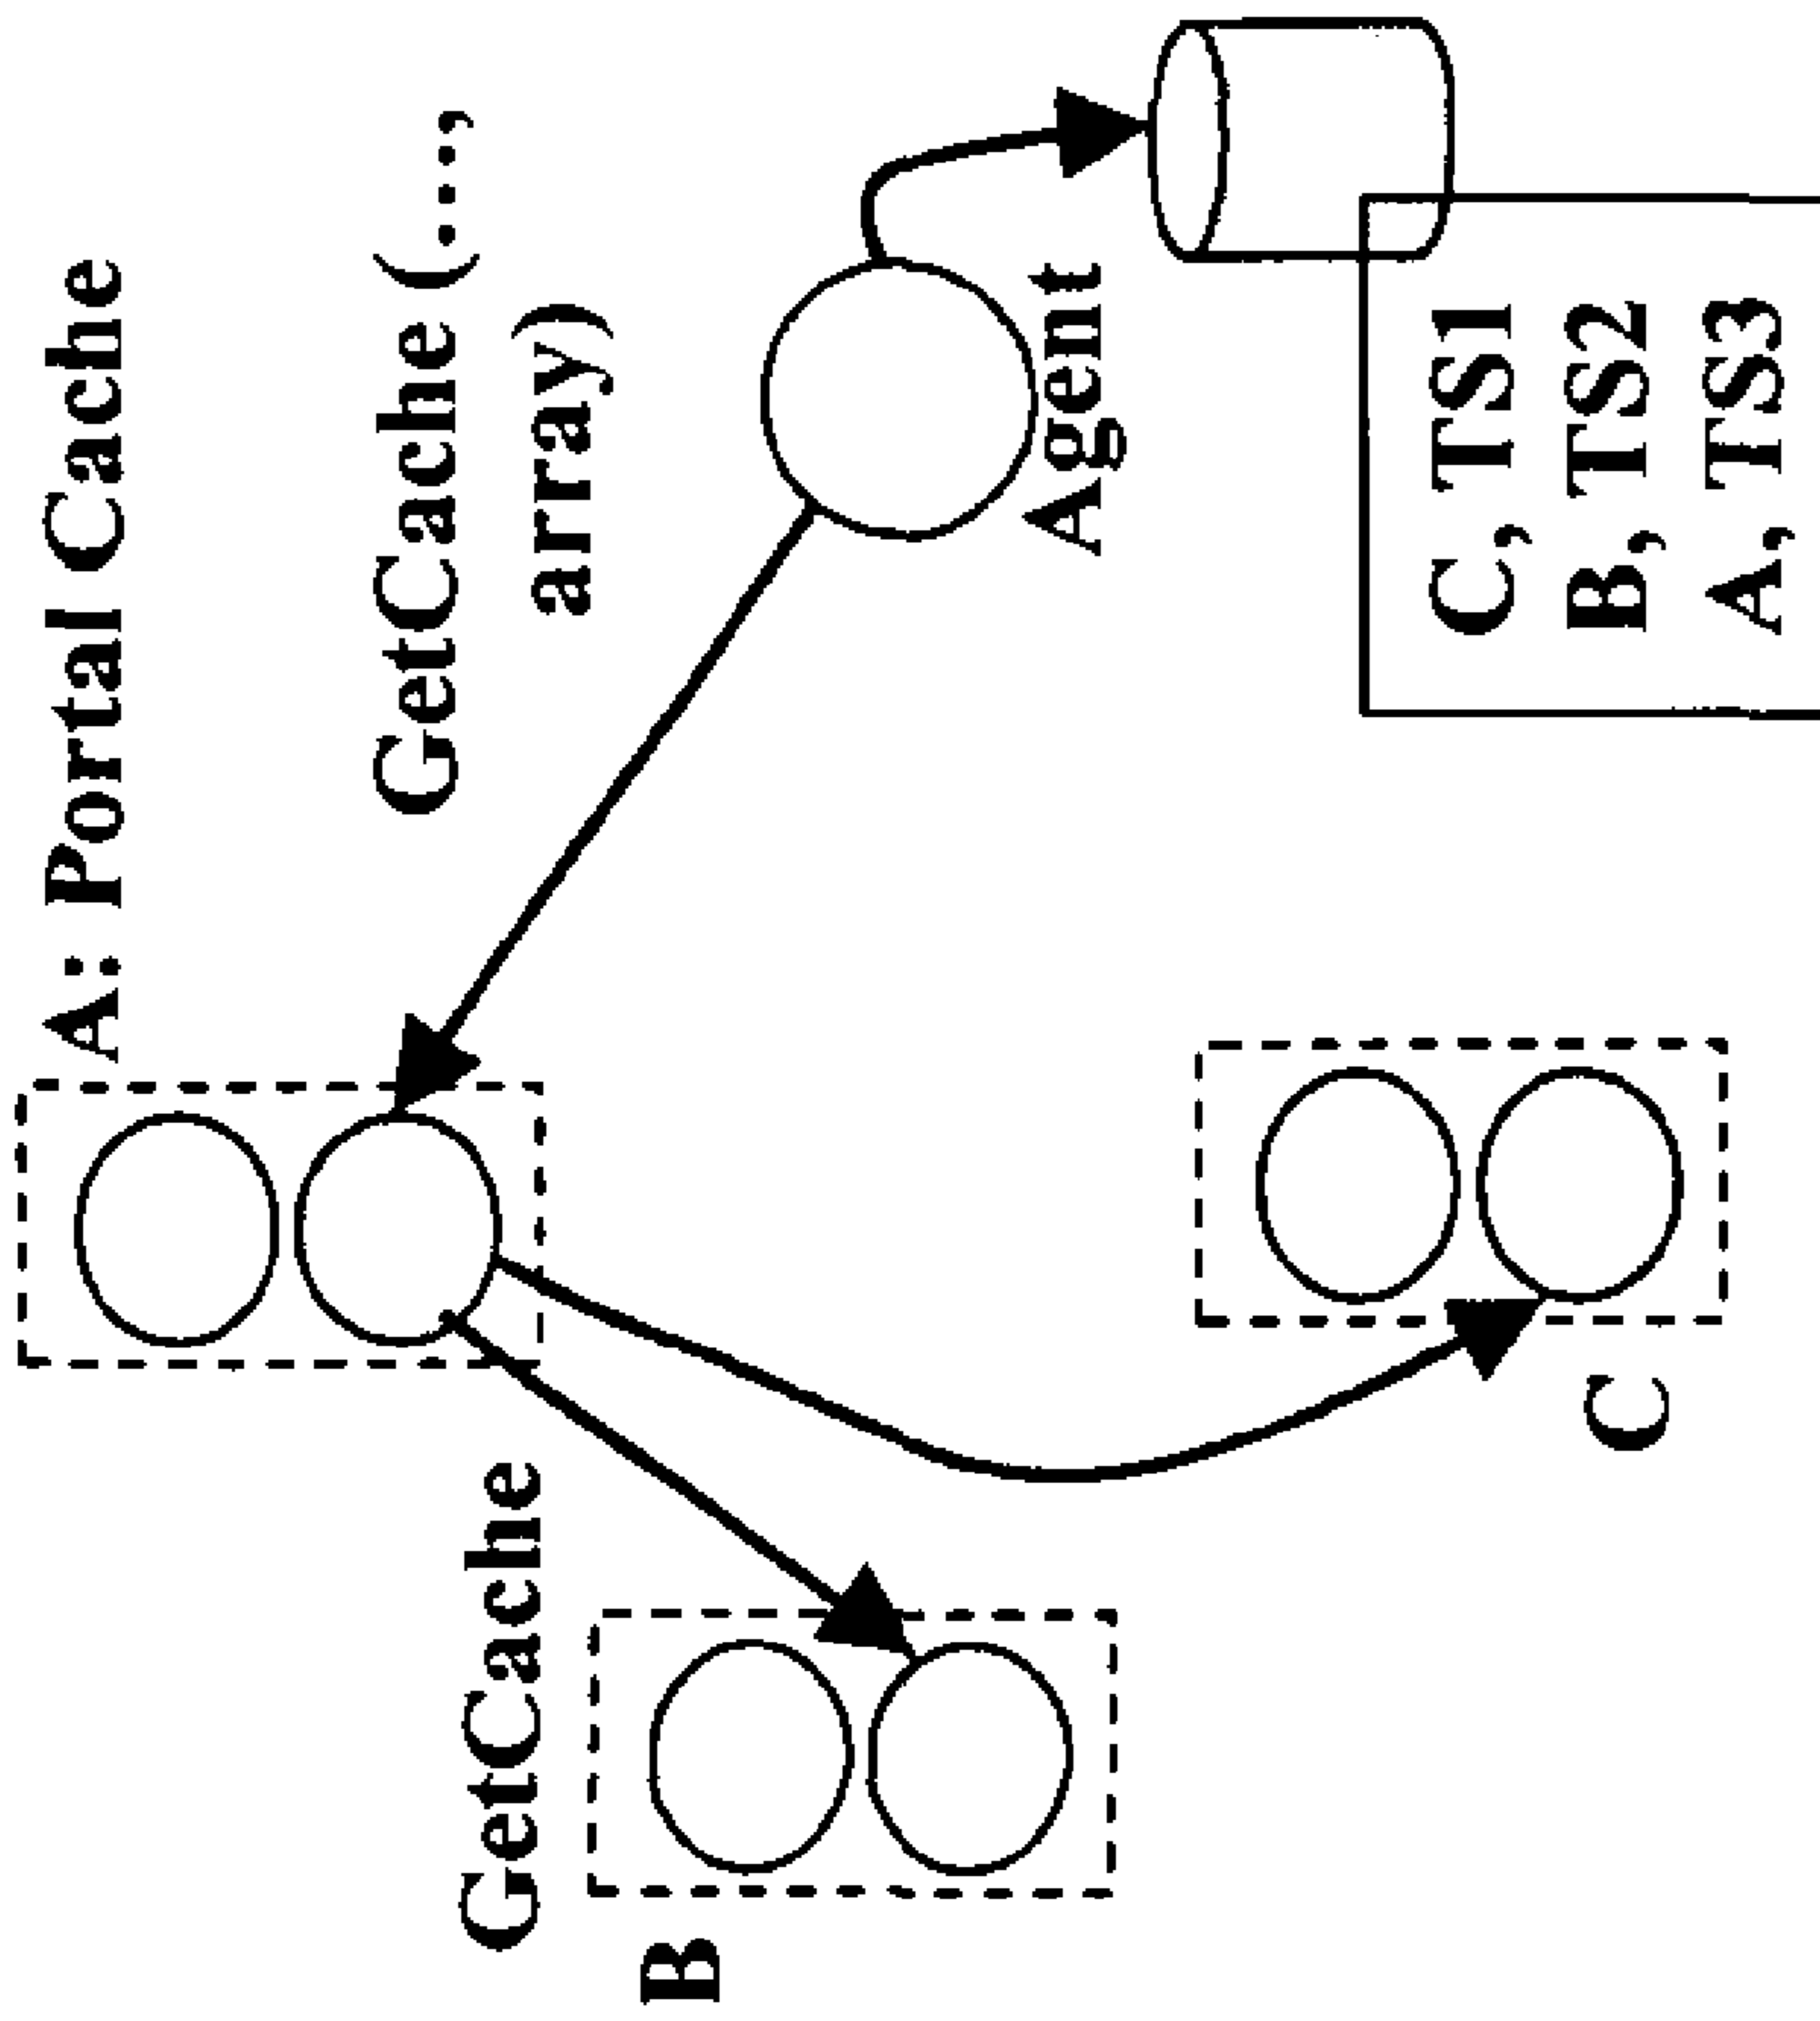 A: Portal Cache
GetCache (...,
array)
GetCache
B
Agent
C
C, TS1
B, TS2
A, TS3